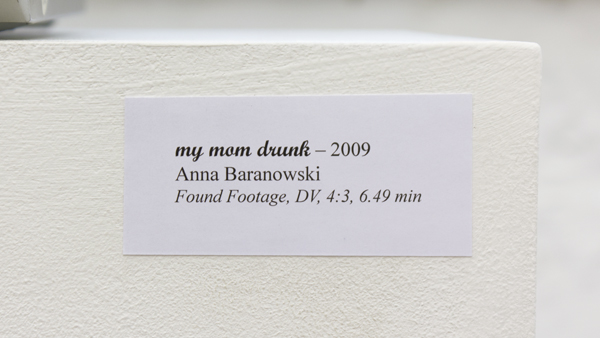 my mom drunk – 2009
Anna Baranowski
Found Footage, DV, 4:3, 6.49 min